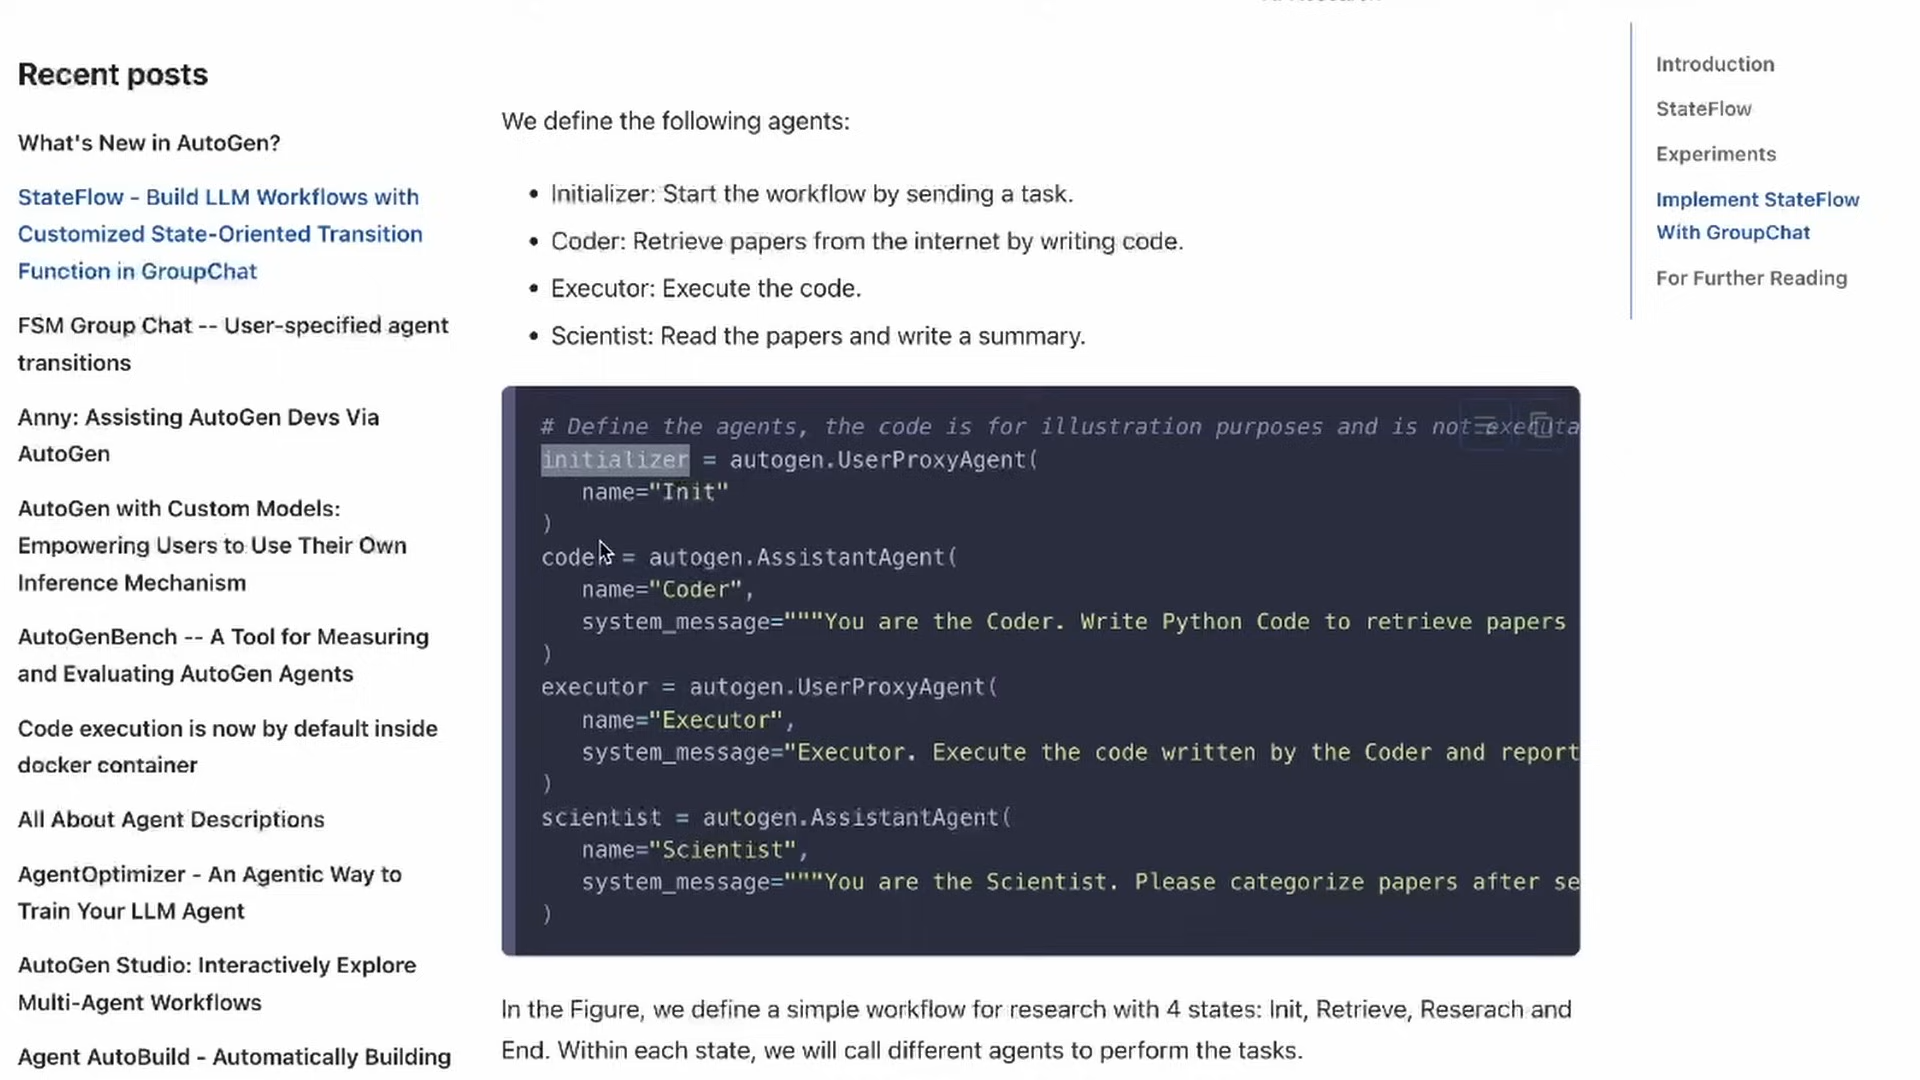 Recent posts
What's New in AutoGen?
StateFlow - Build LLM Workflows with
Customized State-Oriented Transition
Function in GroupChat
FSM Group Chat -- User-specified agent
transitions
Anny: Assisting AutoGen Devs Via
AutoGen
AutoGen with Custom Models:
Empowering Users to Use Their Own
Inference Mechanism
AutoGenBench -- A Tool for Measuring
and Evaluating AutoGen Agents
Code execution is now by default inside
docker container
All About Agent Descriptions
AgentOptimizer - An Agentic Way to
Train Your LLM Agent
AutoGen Studio: Interactively Explore
Multi-Agent Workflows
Agent AutoBuild - Automatically Building
We define the following agents:
• Initializer: Start the workflow by sending a task.
• Coder: Retrieve papers from the internet by writing code.
• Executor: Execute the code.
• Scientist: Read the papers and write a summary.
# Define the agents, the code is for illustration purposes and is not executa
initializer = autogen.UserProxyAgent(
name="Init"
)
coder = autogen.AssistantAgent(
name="Coder",
system_message="""You are the Coder. Write Python Code to retrieve papers
)
executor = autogen.UserProxyAgent(
name="Executor",
system_message="Executor. Execute the code written by the Coder and report
)
scientist = autogen.AssistantAgent(
name="Scientist",
system_message="""You are the Scientist. Please categorize papers after se
)
In the Figure, we define a simple workflow for research with 4 states: Init, Retrieve, Reserach and
End. Within each state, we will call different agents to perform the tasks.
Introduction
StateFlow
Experiments
Implement StateFlow
With GroupChat
For Further Reading